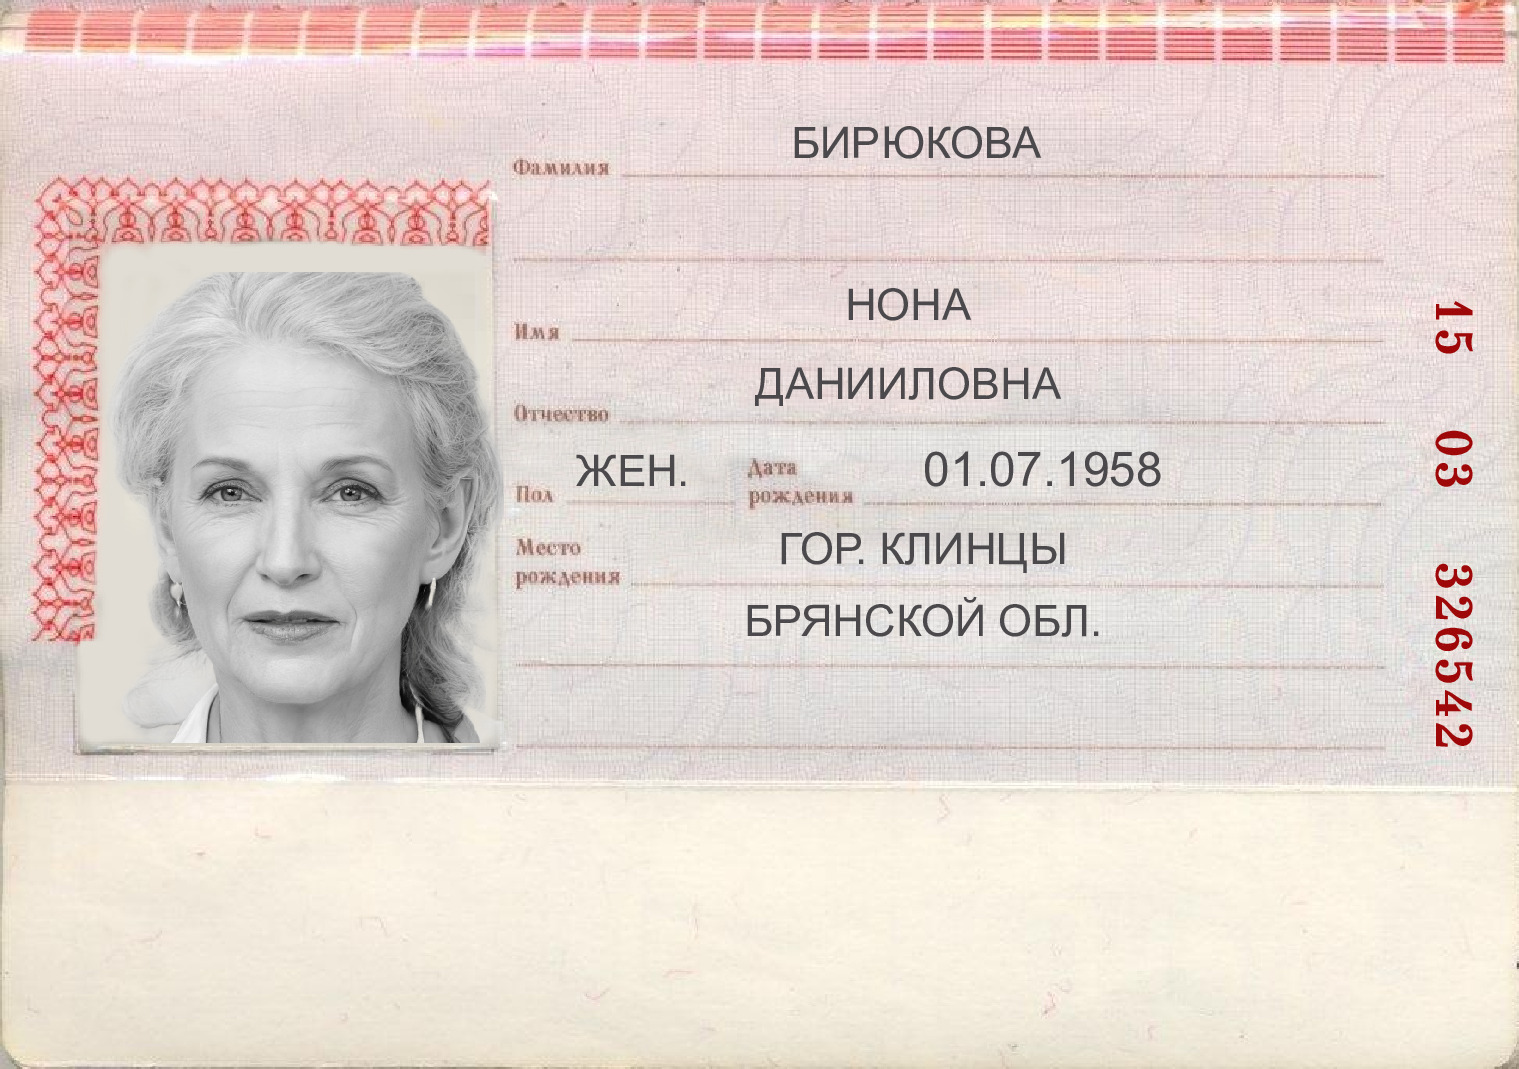 БИРЮКОВА
Фамилия
НОНА
Имя
ДАНИИЛОВНА
Отчество
ЖЕН. Дата 01.07.1958
Пол рождения
Место ГОР. КЛИНЦЫ
рождения
БРЯНСКОЙ ОБЛ.
15 03 326542